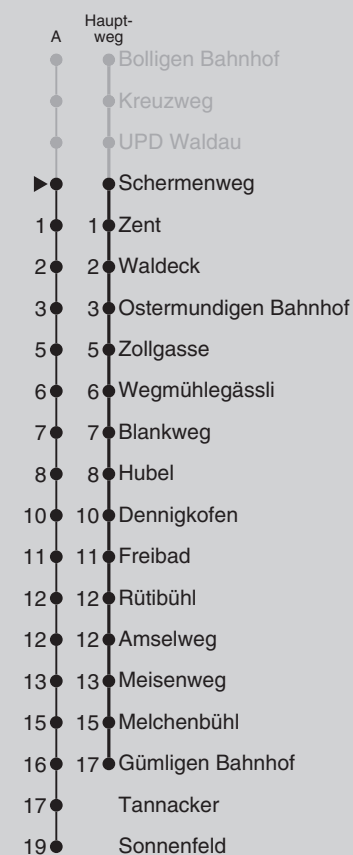 A Haupt-
weg
Bolligen Bahnhof
Kreuzweg
UPD Waldau
Schermenweg
1 1 Zent
2 2 Waldeck
3 3 Ostermundigen Bahnhof
5 5 Zollgasse
6 6 Wegmühlegässli
7 7 Blankweg
8 8 Hubel
10 10 Dennigkofen
11 11 Freibad
12 12 Rütibühl
12 12 Amselweg
13 13 Meisenweg
15 15 Melchenbühl
16 17 Gümligen Bahnhof
17 Tannacker
19 Sonnenfeld